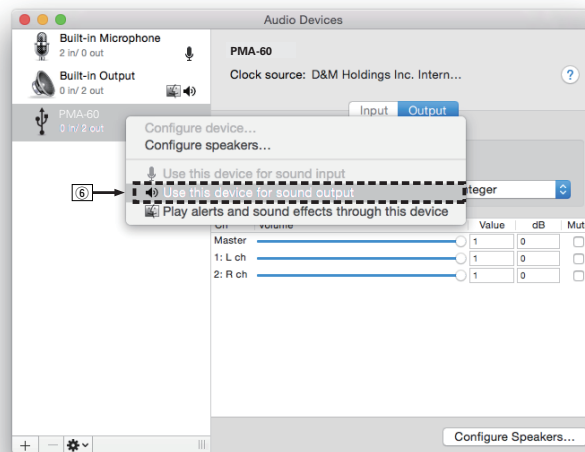 Audio Devices
Built-in Microphone
2 in/ 0 out
Built-in Output
0 in/ 2 out
PMA-60
0 in/ 2 out
PMA-60
Clock source: D&M Holdings Inc. Intern...
?
Input Output
Configure device...
Configure speakers...
Use this device for sound input
6 Use this device for sound output
Play alerts and sound effects through this device
teger
Ch Volume Value dB Mut
Master 1 0
1: L ch 1 0
2: R ch 1 0
Configure Speakers...